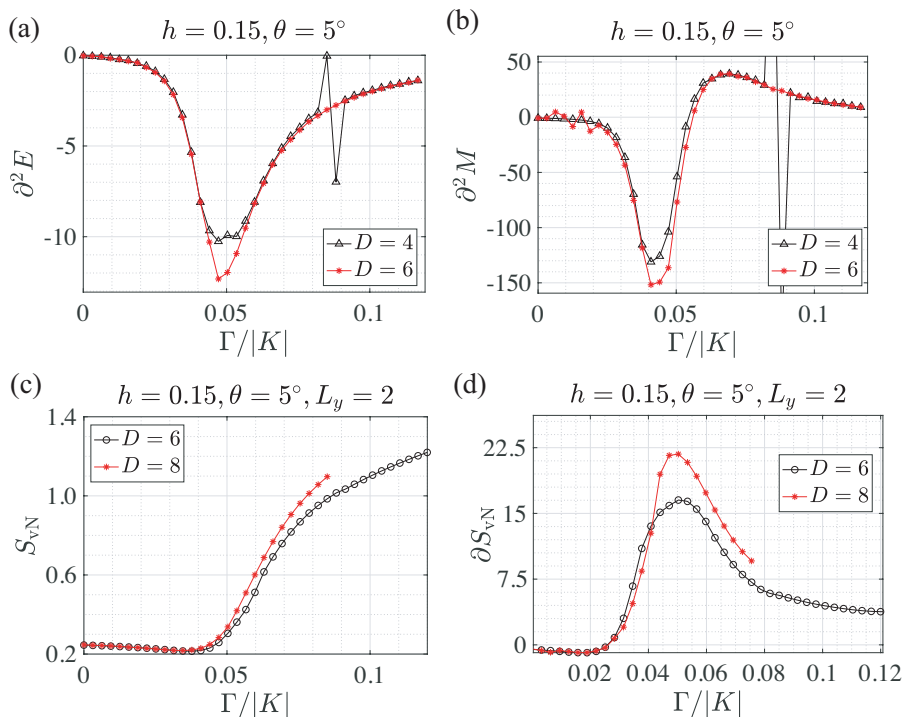 (a)
h = 0.15, θ = 5°
∂²E
0
-5
-10
D = 4
D = 6
0
0.05
0.1
Γ/|K|
(b)
h = 0.15, θ = 5°
∂²M
50
0
-50
-100
-150
D = 4
D = 6
0
0.05
0.1
Γ/|K|
(c)
h = 0.15, θ = 5°, L_y = 2
S_vN
1.4
1.0
0.6
0.2
D = 6
D = 8
0
0.05
0.1
Γ/|K|
(d)
h = 0.15, θ = 5°, L_y = 2
∂S_vN
22.5
15
7.5
0
D = 6
D = 8
0
0.02
0.04
0.06
0.08
0.10
0.12
Γ/|K|